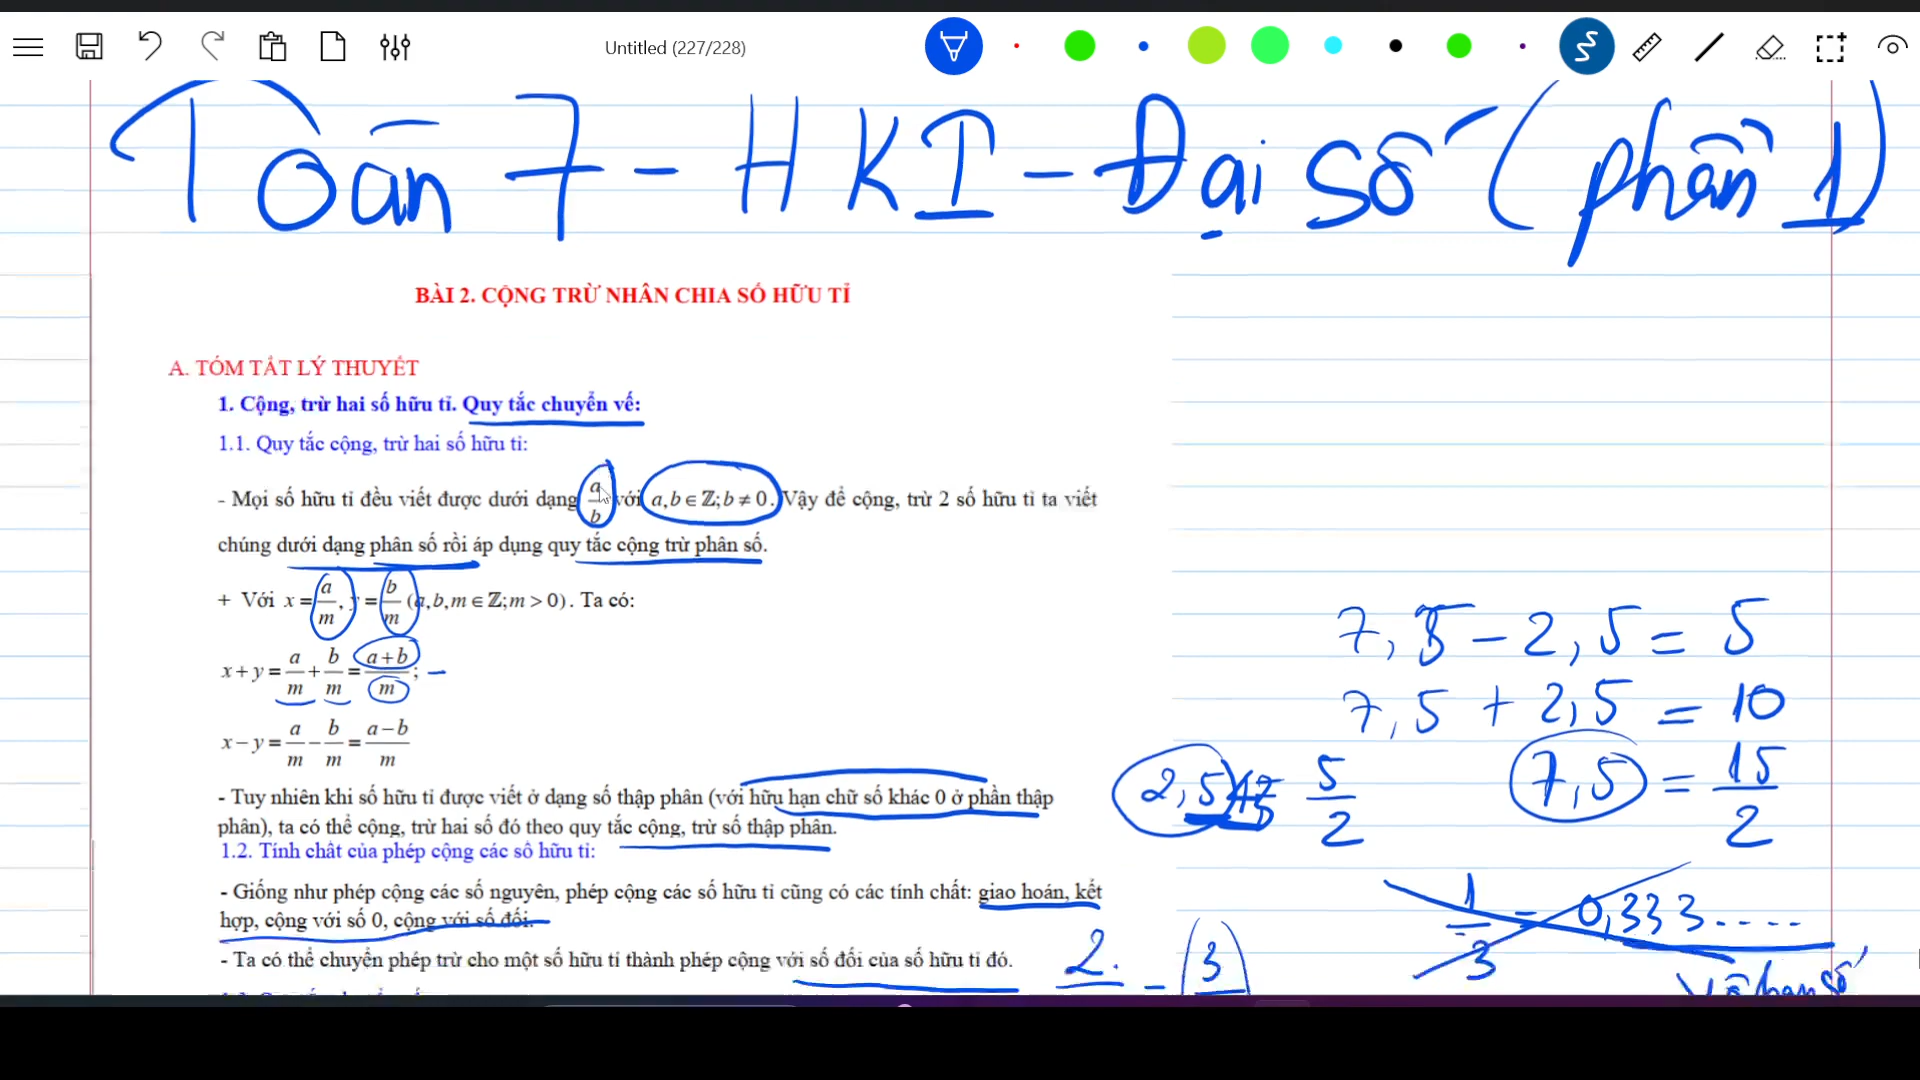 Untitled (227/228)
Toán 7 - HKI - Đại số (phần 1)
BÀI 2. CỘNG TRỪ NHÂN CHIA SỐ HỮU TỈ
A. TÓM TẮT LÝ THUYẾT
1. Cộng, trừ hai số hữu tỉ. Quy tắc chuyển vế:
1.1. Quy tắc cộng, trừ hai số hữu tỉ:
- Mọi số hữu tỉ đều viết được dưới dạng a/b với a,b ∈ ℤ; b ≠ 0. Vậy để cộng, trừ 2 số hữu tỉ ta viết
chúng dưới dạng phân số rồi áp dụng quy tắc cộng trừ phân số.
+ Với x = a/m, y = b/m (a,b,m ∈ ℤ; m > 0). Ta có:
x + y = a/m + b/m = (a+b)/m; -
x - y = a/m - b/m = (a-b)/m
- Tuy nhiên khi số hữu tỉ được viết ở dạng số thập phân (với hữu hạn chữ số khác 0 ở phần thập
phân), ta có thể cộng, trừ hai số đó theo quy tắc cộng, trừ số thập phân.
1.2. Tính chất của phép cộng các số hữu tỉ:
- Giống như phép cộng các số nguyên, phép cộng các số hữu tỉ cũng có các tính chất: giao hoán, kết
hợp, cộng với số 0, cộng với số đối.
- Ta có thể chuyển phép trừ cho một số hữu tỉ thành phép cộng với số đối của số hữu tỉ đó.
7,5 - 2,5 = 5
7,5 + 2,5 = 10
2,5 = 5/2
7,5 = 15/2
1/3 = 0,333....
2
- (3